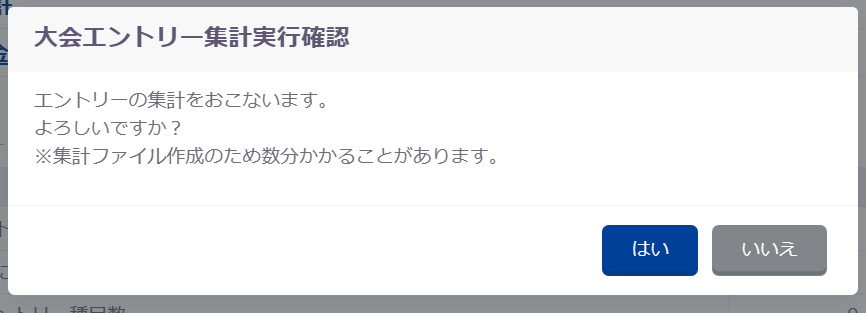 大会エントリー集計実行確認
エントリーの集計をおこないます。
よろしいですか？
※集計ファイル作成のため数分かかることがあります。
はい
いいえ